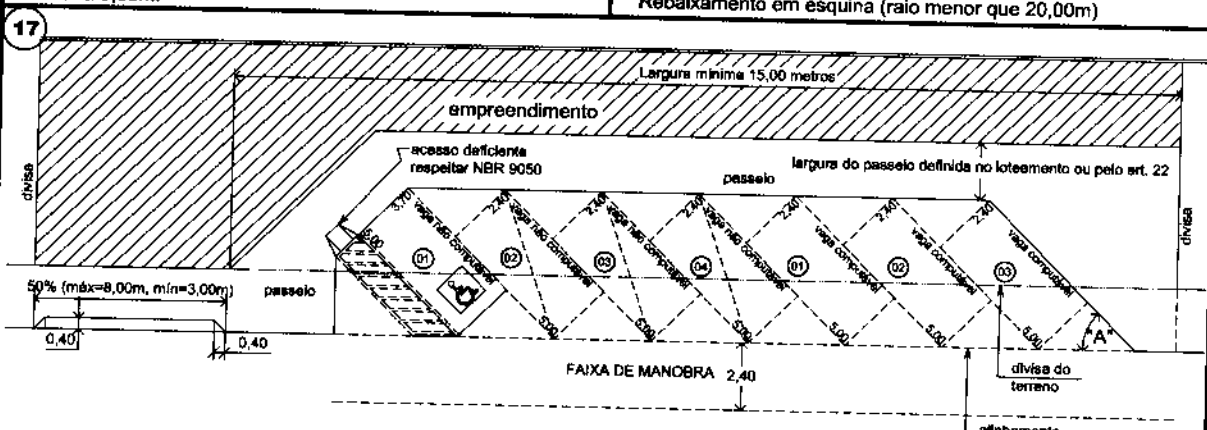 Rebaixamento em esquina (raio menor que 20,00m)
17
Largura mínima 15,00 metros
empreendimento
acesso deficiente
respeitar NBR 9050
largura do passeio definida no loteamento ou pelo art. 22
passeio
divisa
divisa
3,70
2,40
2,40
2,40
2,40
2,40
2,40
5,00
vaga não computável
vaga não computável
vaga não computável
vaga não computável
vaga computável
vaga computável
vaga computável
01
02
03
04
01
02
03
50% (máx=8,00m, mín=3,00m)
passeio
0,40
0,40
5,00
5,00
5,00
5,00
5,00
5,00
"A"
FAIXA DE MANOBRA 2,40
divisa do
terreno
alinhamento